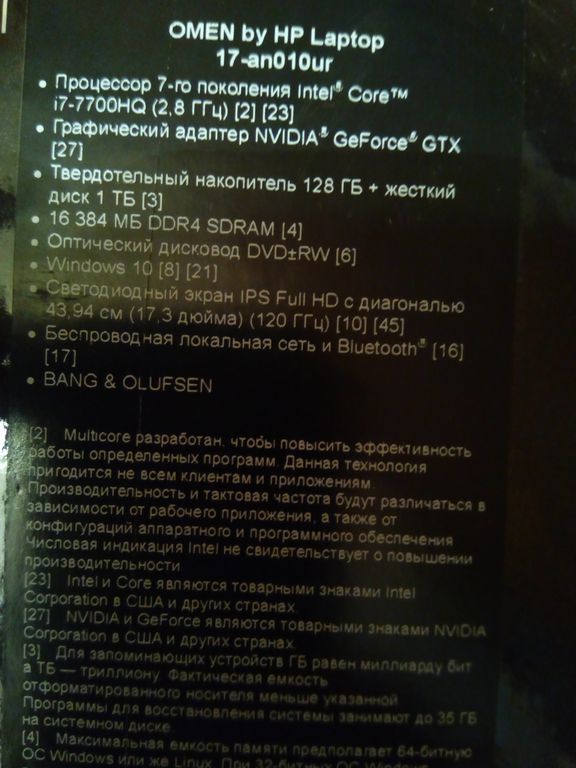 OMEN by HP Laptop
17-an010ur
• Процессор 7-го поколения Intel® Core™
i7-7700HQ (2,8 ГГц) [2] [23]
• Графический адаптер NVIDIA® GeForce® GTX
[27]
• Твердотельный накопитель 128 ГБ + жесткий
диск 1 ТБ [3]
• 16 384 МБ DDR4 SDRAM [4]
• Оптический дисковод DVD±RW [6]
• Windows 10 [8] [21]
• Светодиодный экран IPS Full HD с диагональю
43,94 см (17,3 дюйма) (120 ГГц) [10] [45]
• Беспроводная локальная сеть и Bluetooth® [16]
[17]
• BANG & OLUFSEN
[2] Multicore разработан, чтобы повысить эффективность
работы определенных программ. Данная технология
пригодится не всем клиентам и приложениям.
Производительность и тактовая частота будут различаться в
зависимости от рабочего приложения, а также от
конфигураций аппаратного и программного обеспечения
Числовая индикация Intel не свидетельствует о повышении
производительности
[23] Intel и Core являются товарными знаками Intel
Corporation в США и других странах.
[27] NVIDIA и GeForce являются товарными знаками NVIDIA
Corporation в США и других странах.
[3] Для запоминающих устройств ГБ равен миллиарду бит
а ТБ — триллиону. Фактическая емкость
отформатированного носителя меньше указанной
Программы для восстановления системы занимают до 35 ГБ
на системном диске.
[4] Максимальная емкость памяти предполагает 64-битную
ОС Windows или же Linux. При 32-битных ОС Windows